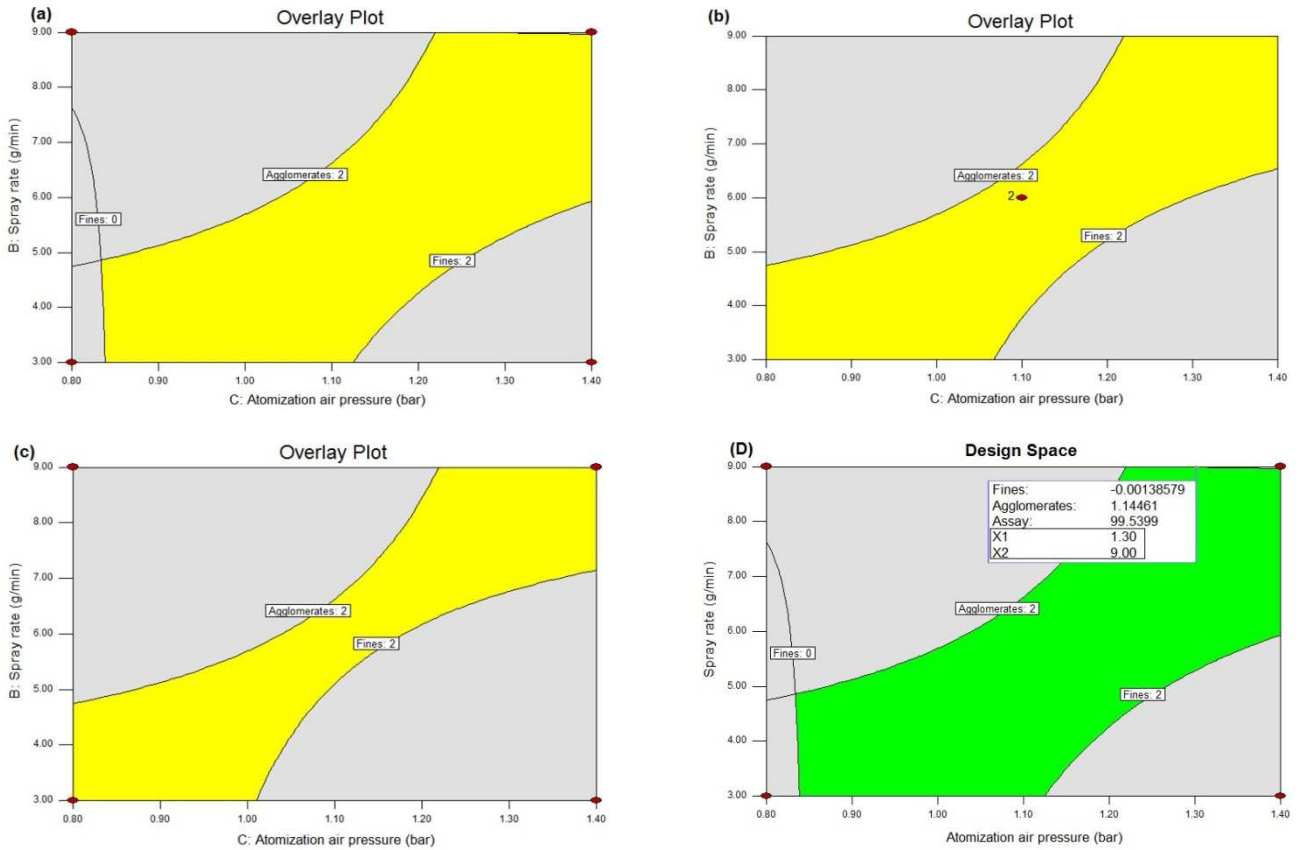 (a)
Overlay Plot
9.00
8.00
7.00
6.00
5.00
4.00
3.00
B: Spray rate (g/min)
Agglomerates: 2
Fines: 0
Fines: 2
0.80 0.90 1.00 1.10 1.20 1.30 1.40
C: Atomization air pressure (bar)
(b)
Overlay Plot
9.00
8.00
7.00
6.00
5.00
4.00
3.00
B: Spray rate (g/min)
Agglomerates: 2
2
Fines: 2
0.80 0.90 1.00 1.10 1.20 1.30 1.40
C: Atomization air pressure (bar)
(c)
Overlay Plot
9.00
8.00
7.00
6.00
5.00
4.00
3.00
B: Spray rate (g/min)
Agglomerates: 2
Fines: 2
0.80 0.90 1.00 1.10 1.20 1.30 1.40
C: Atomization air pressure (bar)
(D)
Design Space
9.00
8.00
7.00
6.00
5.00
4.00
3.00
Spray rate (g/min)
Fines: -0.00138579
Agglomerates: 1.14461
Assay: 99.5399
X1 1.30
X2 9.00
Agglomerates: 2
Fines: 0
Fines: 2
0.80 0.90 1.00 1.10 1.20 1.30 1.40
Atomization air pressure (bar)